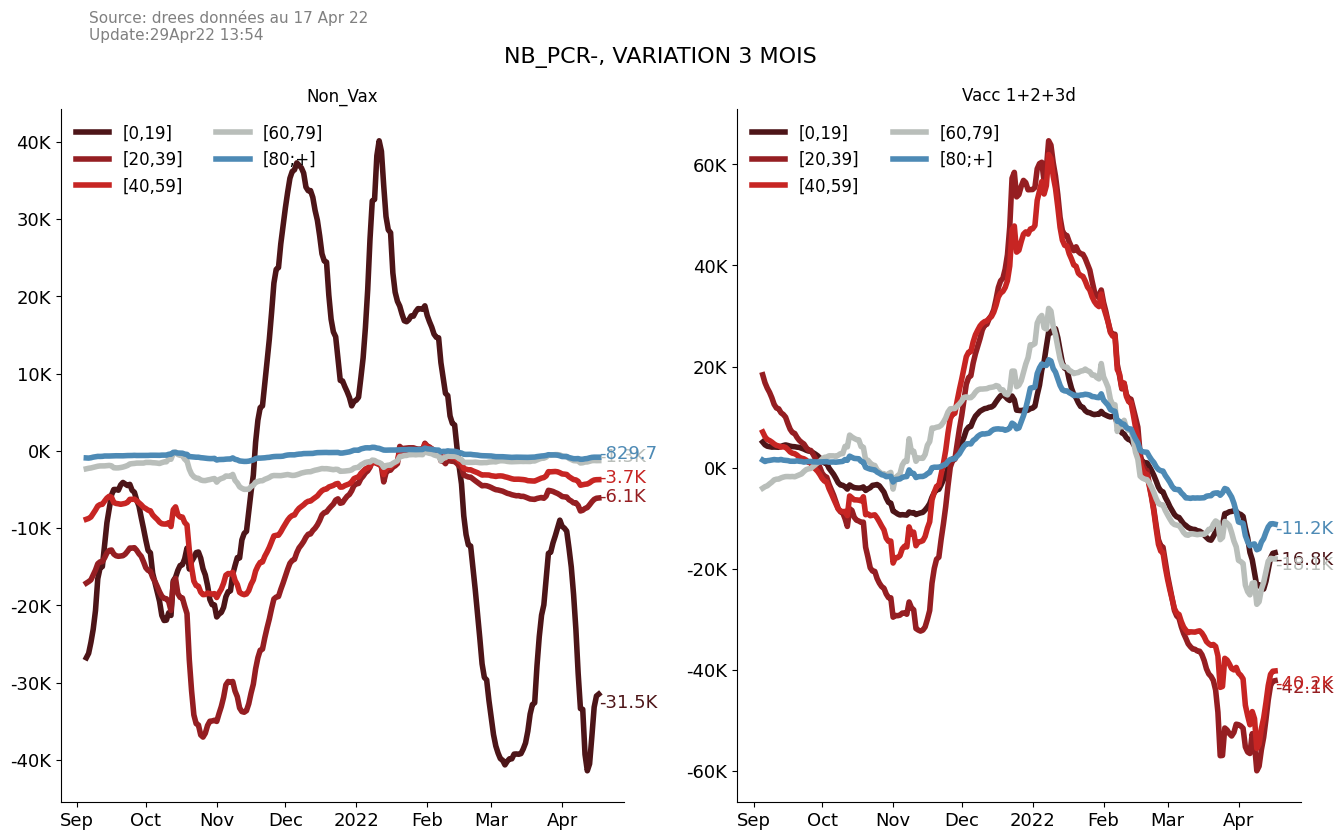 Source: drees données au 17 Apr 22
Update:29Apr22 13:54
NB_PCR-, VARIATION 3 MOIS
Non_Vax
[0,19]
[20,39]
[40,59]
[60,79]
[80;+]
40K
30K
20K
10K
0K
-10K
-20K
-30K
-40K
-829.7
-3.7K
-6.1K
-31.5K
Sep Oct Nov Dec 2022 Feb Mar Apr
Vacc 1+2+3d
[0,19]
[20,39]
[40,59]
[60,79]
[80;+]
60K
40K
20K
0K
-20K
-40K
-60K
-11.2K
-16.8K
-40.2K
-42.1K
Sep Oct Nov Dec 2022 Feb Mar Apr